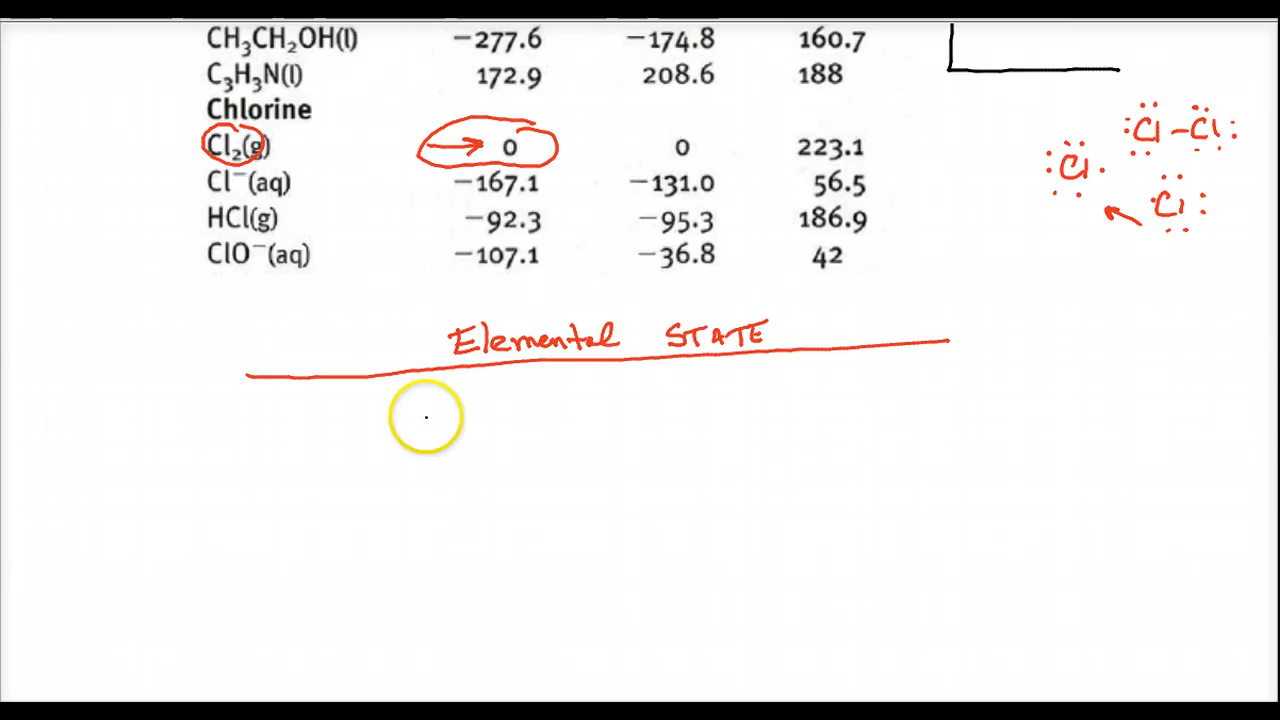 CH₃CH₂OH(l) −277.6 −174.8 160.7
C₃H₃N(l) 172.9 208.6 188
Chlorine
Cl₂(g) 0 0 223.1
Cl⁻(aq) −167.1 −131.0 56.5
HCl(g) −92.3 −95.3 186.9
ClO⁻(aq) −107.1 −36.8 42
Cl–Cl
Cl
Cl
Elemental STATE